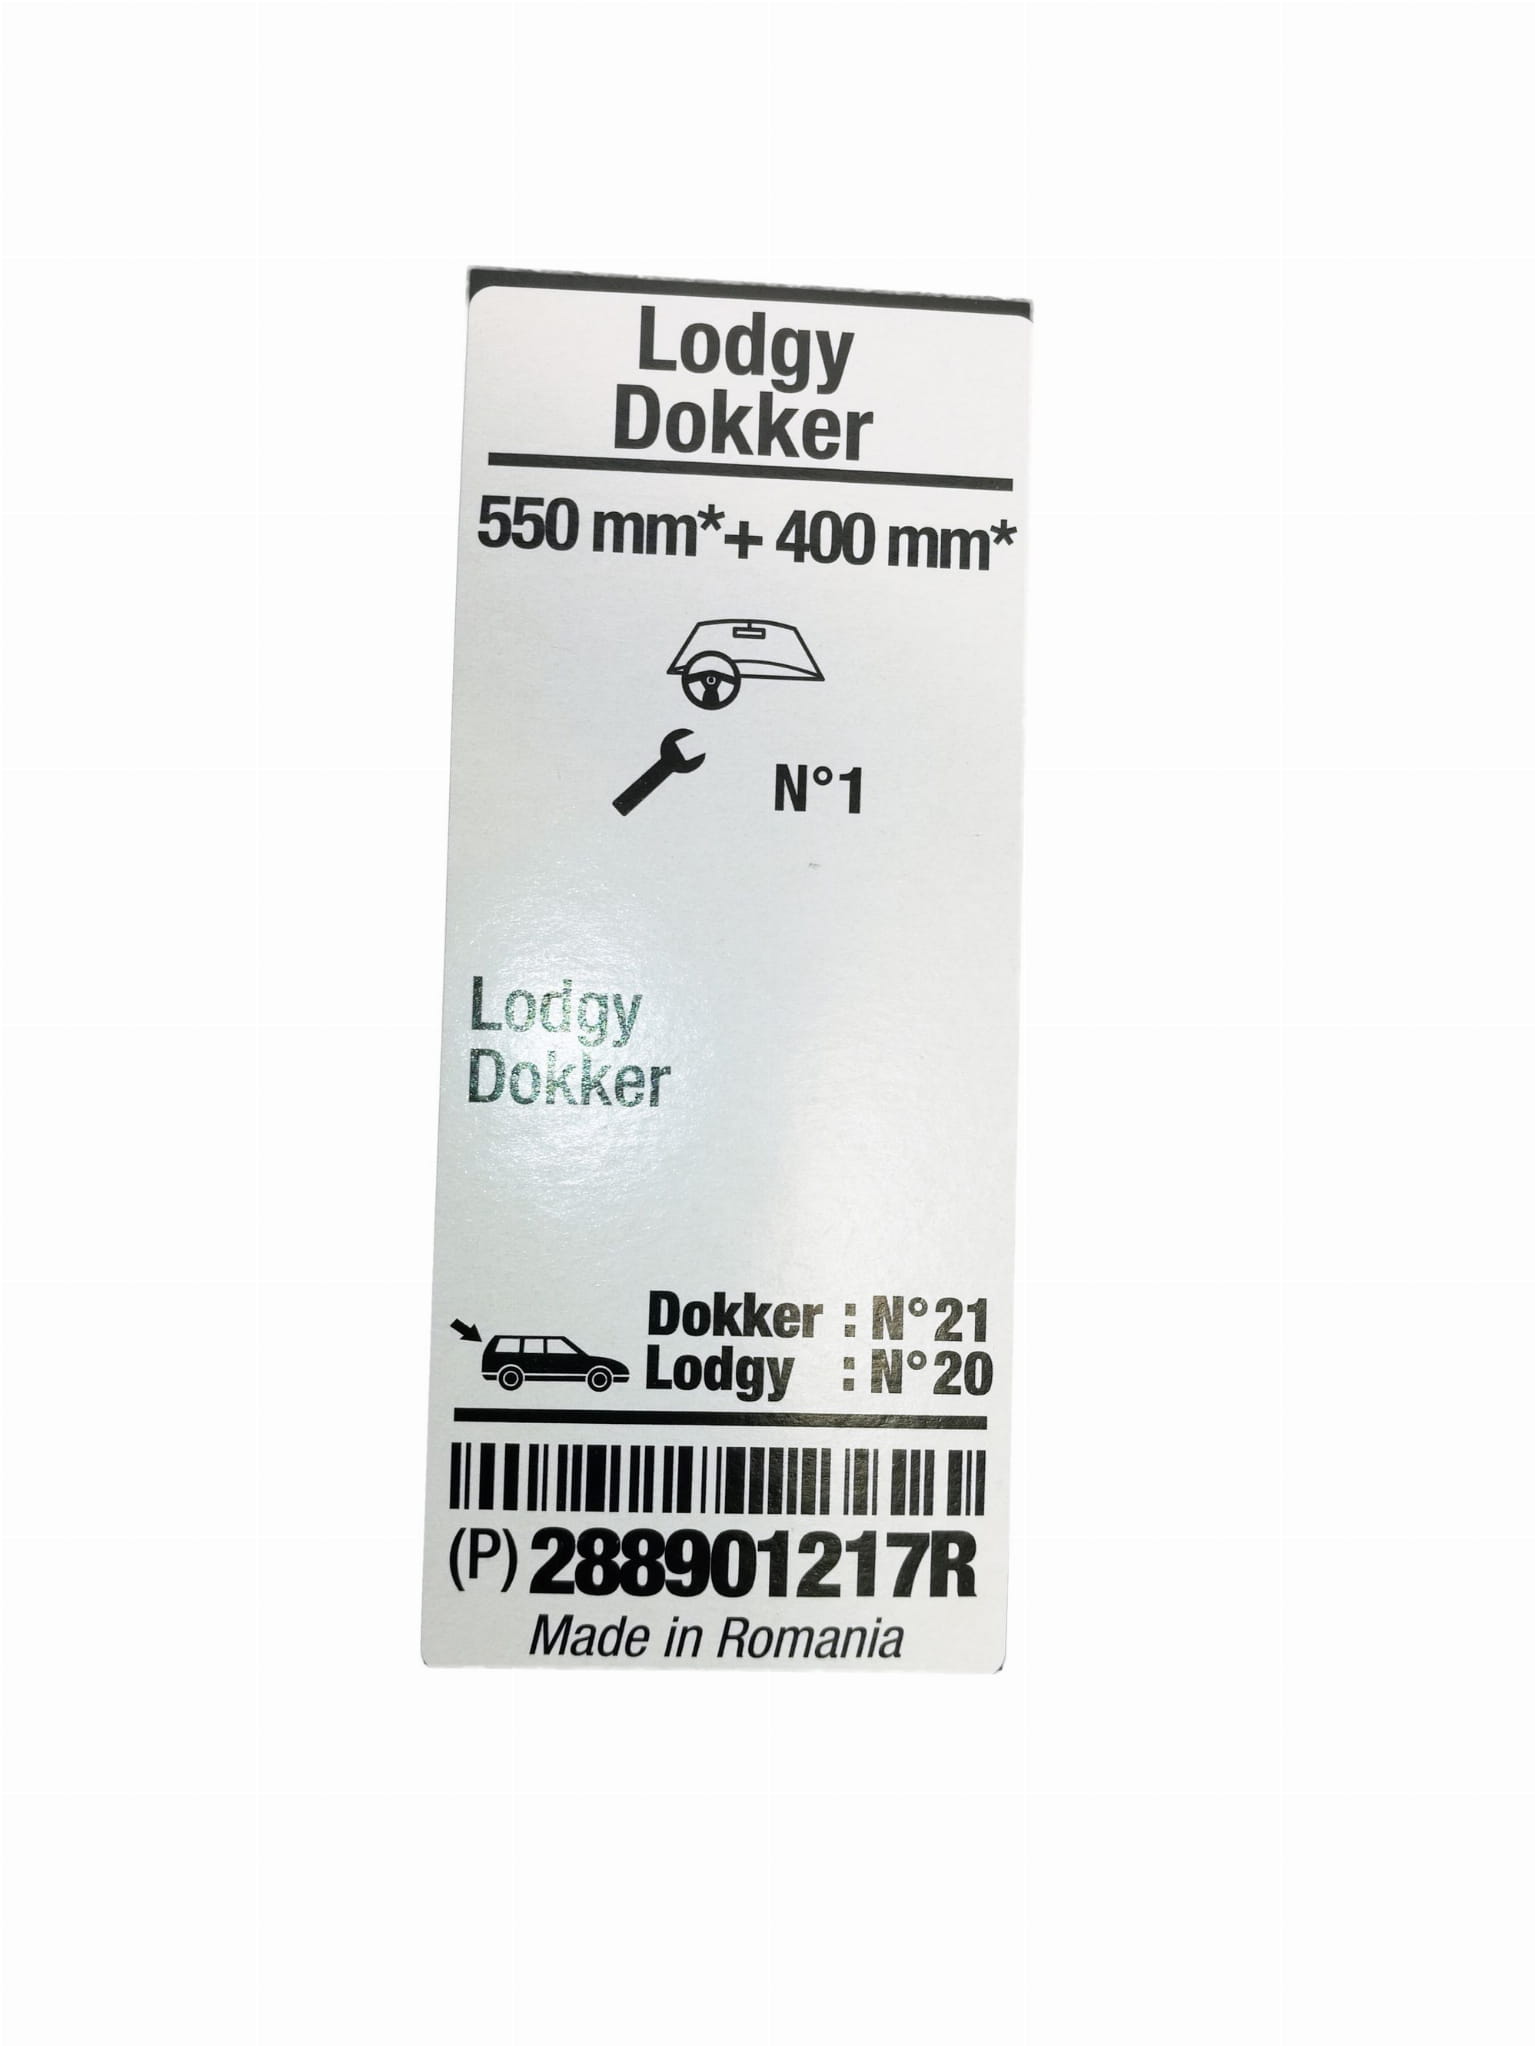 Lodgy
Dokker
550 mm*+ 400 mm*
N°1
Lodgy
Dokker
Dokker : N°21
Lodgy : N°20
(P) 288901217R
Made in Romania